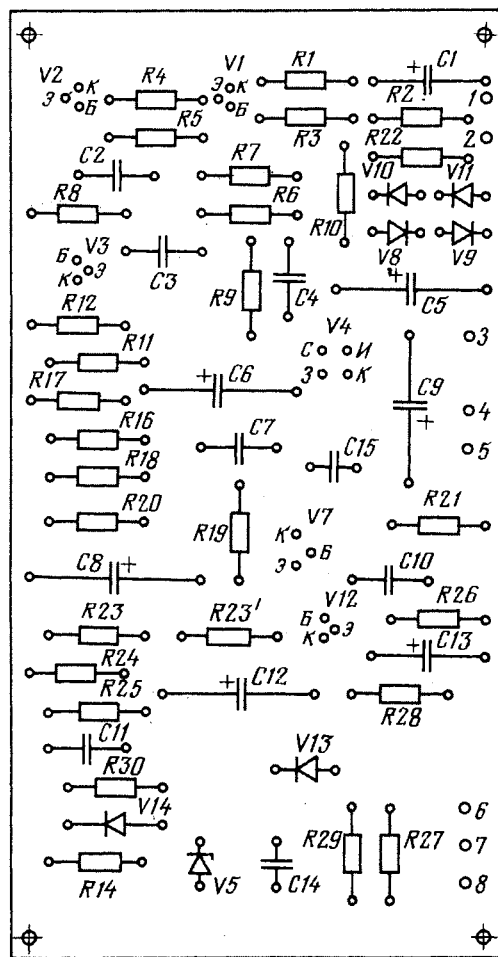 V2
К
Э
Б
R4
R5
V1
Э
К
Б
R1
R3
+
C1
1
R2
2
R22
C2
R7
R6
R10
V10
V11
V8
V9
R8
Б
V3
Э
К
C3
R9
C4
+
C5
R12
R11
V4
С
И
З
К
3
R17
+
C6
C9
+
4
R16
C7
5
R18
C15
R20
R19
К
V7
Б
Э
R21
C8
+
C10
R23
R23'
V12
Б
Э
К
R26
+
C13
R24
R25
+
C12
R28
C11
V13
R30
V14
6
R14
V5
C14
R29
R27
7
8